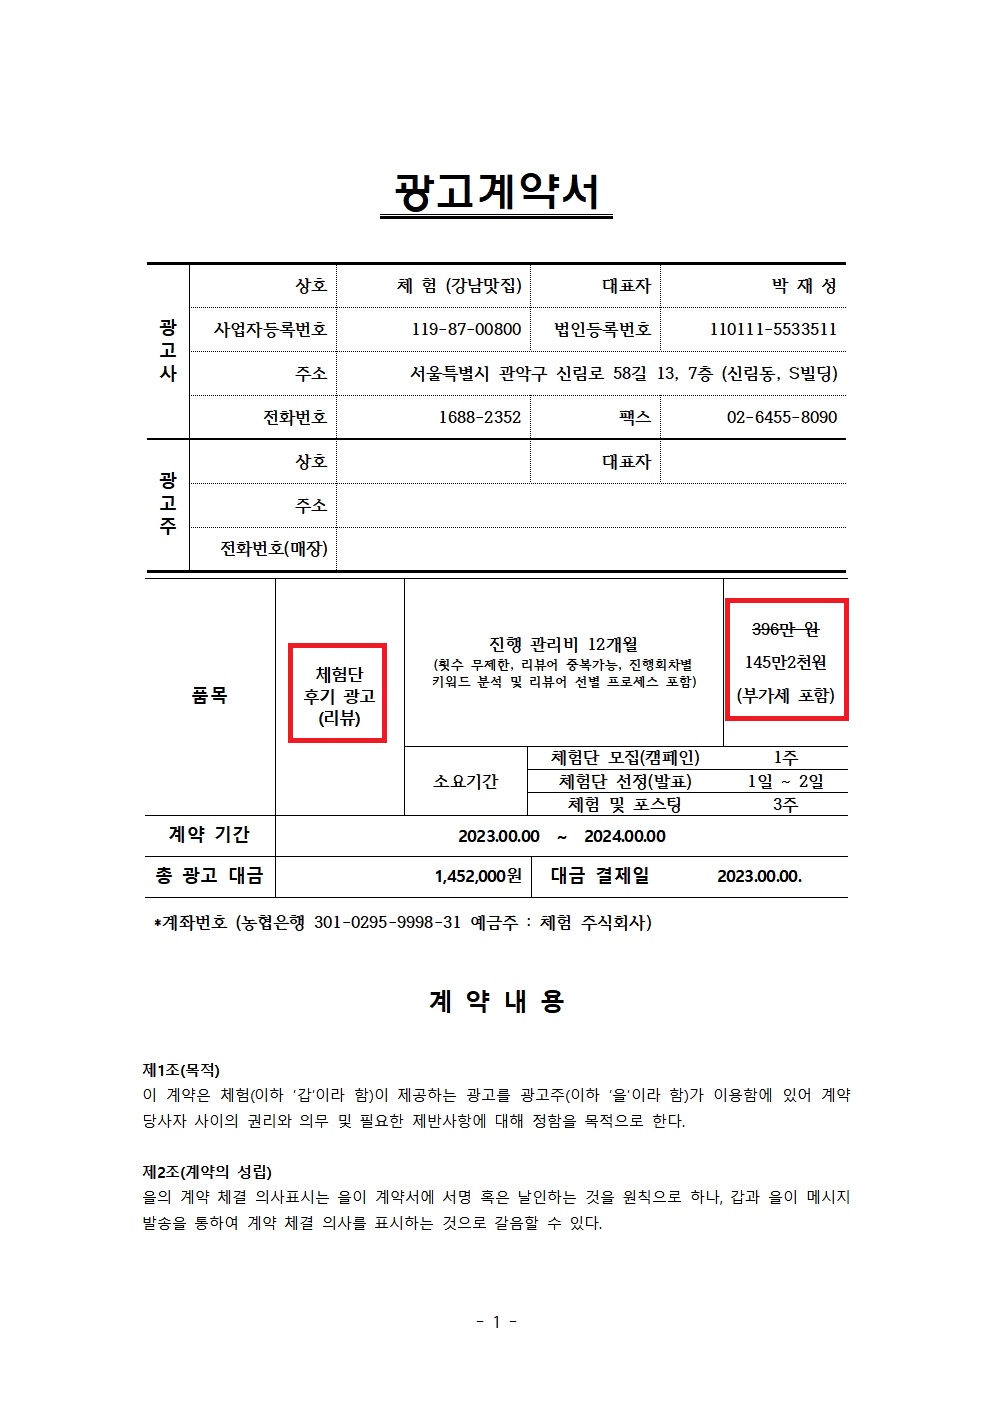 광고계약서
광고사
상호 체 험 (강남맛집) 대표자 박 재 성
사업자등록번호 119-87-00800 법인등록번호 110111-5533511
주소 서울특별시 관악구 신림로 58길 13, 7층 (신림동, S빌딩)
전화번호 1688-2352 팩스 02-6455-8090
광고주
상호 대표자
주소
전화번호(매장)
품목
체험단
후기 광고
(리뷰)
진행 관리비 12개월
(횟수 무제한, 리뷰어 중복가능, 진행회차별
키워드 분석 및 리뷰어 선별 프로세스 포함)
396만 원
145만2천원
(부가세 포함)
소요기간
체험단 모집(캠페인) 1주
체험단 선정(발표) 1일 ~ 2일
체험 및 포스팅 3주
계약 기간 2023.00.00 ~ 2024.00.00
총 광고 대금 1,452,000원 대금 결제일 2023.00.00.
*계좌번호 (농협은행 301-0295-9998-31 예금주 : 체험 주식회사)
계 약 내 용
제1조(목적)
이 계약은 체험(이하 '갑'이라 함)이 제공하는 광고를 광고주(이하 '을'이라 함)가 이용함에 있어 계약
당사자 사이의 권리와 의무 및 필요한 제반사항에 대해 정함을 목적으로 한다.
제2조(계약의 성립)
을의 계약 체결 의사표시는 을이 계약서에 서명 혹은 날인하는 것을 원칙으로 하나, 갑과 을이 메시지
발송을 통하여 계약 체결 의사를 표시하는 것으로 갈음할 수 있다.
- 1 -